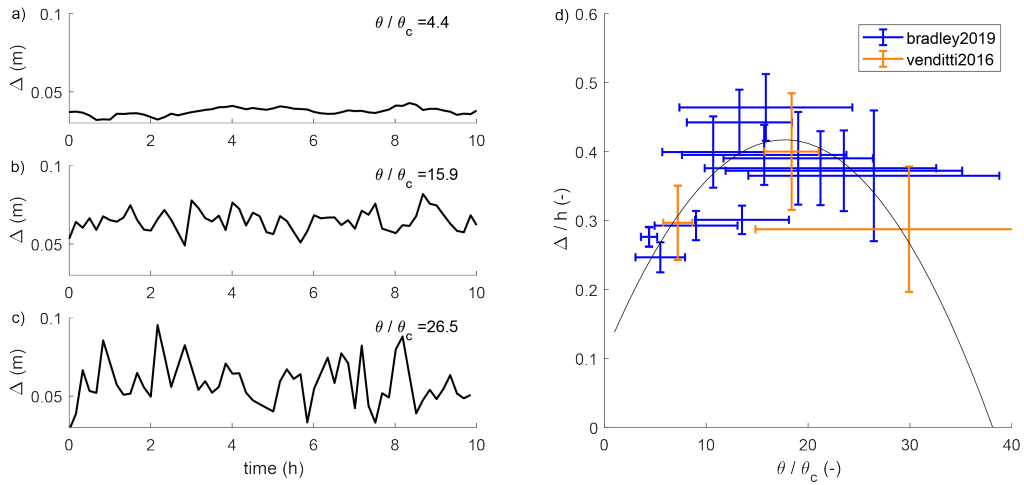 a)
θ / θc =4.4
Δ (m)
0.1
0.05
0 2 4 6 8 10
b)
θ / θc =15.9
Δ (m)
0.1
0.05
0 2 4 6 8 10
c)
θ / θc =26.5
Δ (m)
0.1
0.05
0 2 4 6 8 10
time (h)
d)
bradley2019
venditti2016
Δ / h (-)
0.6
0.5
0.4
0.3
0.2
0.1
0
0 10 20 30 40
θ / θc (-)